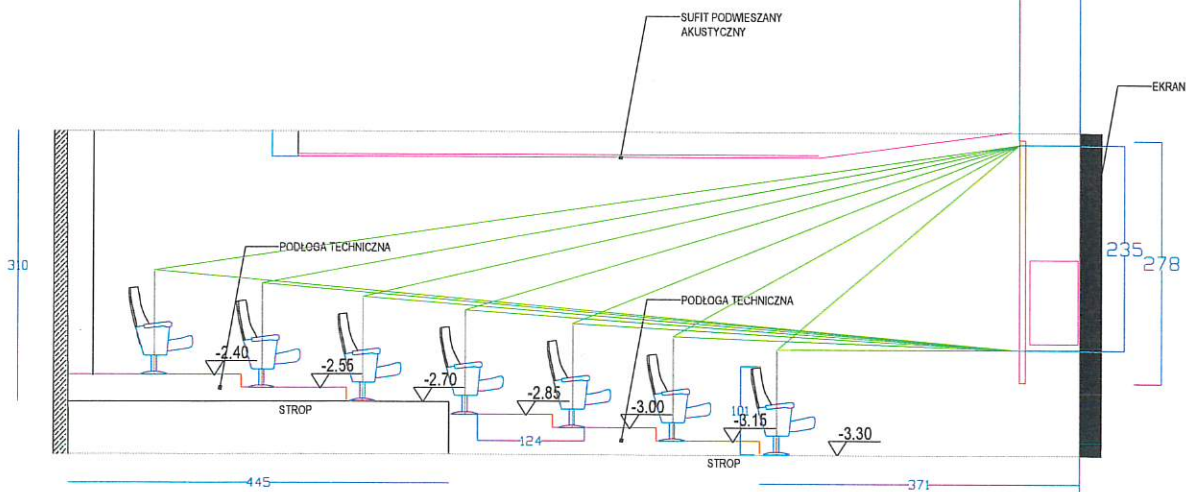 SUFIT PODWIESZANY
AKUSTYCZNY
EKRAN
PODŁOGA TECHNICZNA
235
278
310
PODŁOGA TECHNICZNA
-2.40
-2.55
-2.70
-2.85
-3.00
-3.15
-3.30
STROP
101
124
STROP
445
371